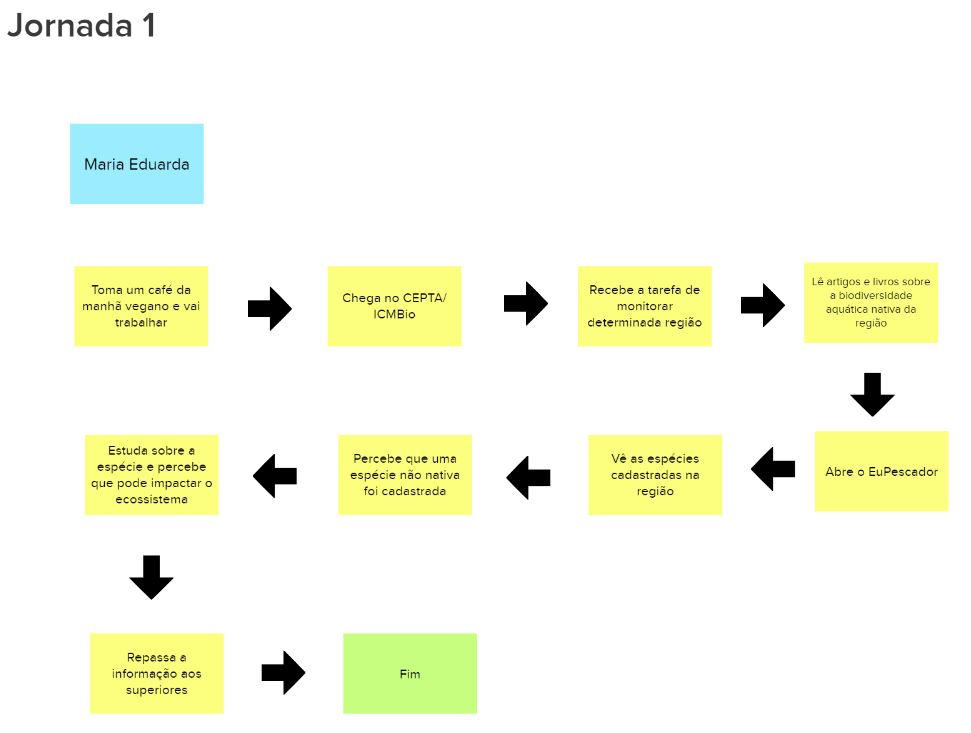 Jornada 1
Maria Eduarda
Toma um café da
manhã vegano e vai
trabalhar
Chega no CEPTA/
ICMBio
Recebe a tarefa de
monitorar
determinada região
Lê artigos e livros sobre
a biodiversidade
aquática nativa da
região
Abre o EuPescador
Vê as espécies
cadastradas na
região
Percebe que uma
espécie não nativa
foi cadastrada
Estuda sobre a
espécie e percebe
que pode impactar o
ecossistema
Repassa a
informação aos
superiores
Fim